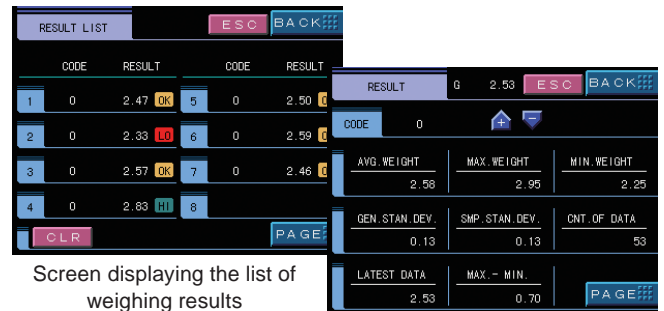 RESULT LIST ESC BACK
CODE RESULT CODE RESULT
1 0 2.47 OK 5 0 2.50
2 0 2.33 LO 6 0 2.59
3 0 2.57 OK 7 0 2.46
4 0 2.83 HI 8
CLR PAGE
Screen displaying the list of
weighing results
RESULT G 2.53 ESC BACK
CODE 0 + −
AVG.WEIGHT MAX.WEIGHT MIN.WEIGHT
2.58 2.95 2.25
GEN.STAN.DEV. SMP.STAN.DEV. CNT.OF DATA
0.13 0.13 53
LATEST DATA MAX.− MIN.
2.53 0.70 PAGE